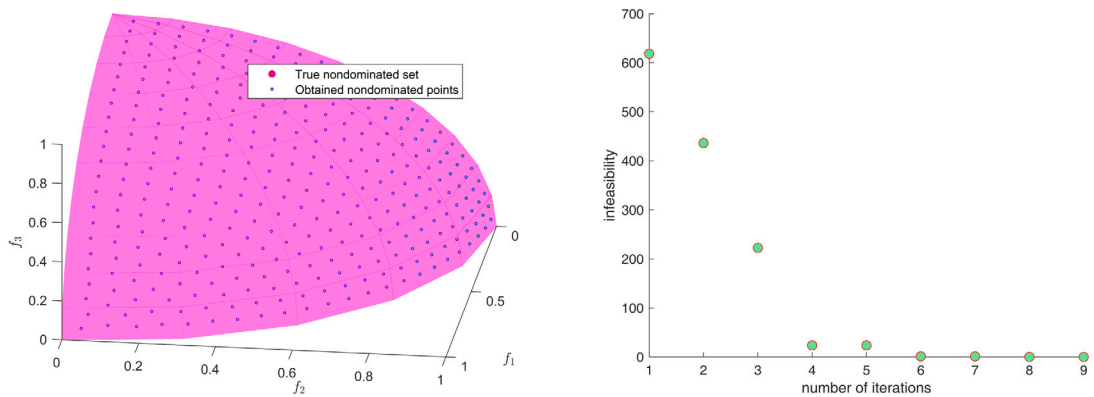 True nondominated set
Obtained nondominated points
1
0.8
0.6
0.4
0.2
0
f3
0
0.2
0.4
0.6
0.8
1
f2
0
0.5
1
f1
700
600
500
400
300
200
100
0
infeasibility
1 2 3 4 5 6 7 8 9
number of iterations